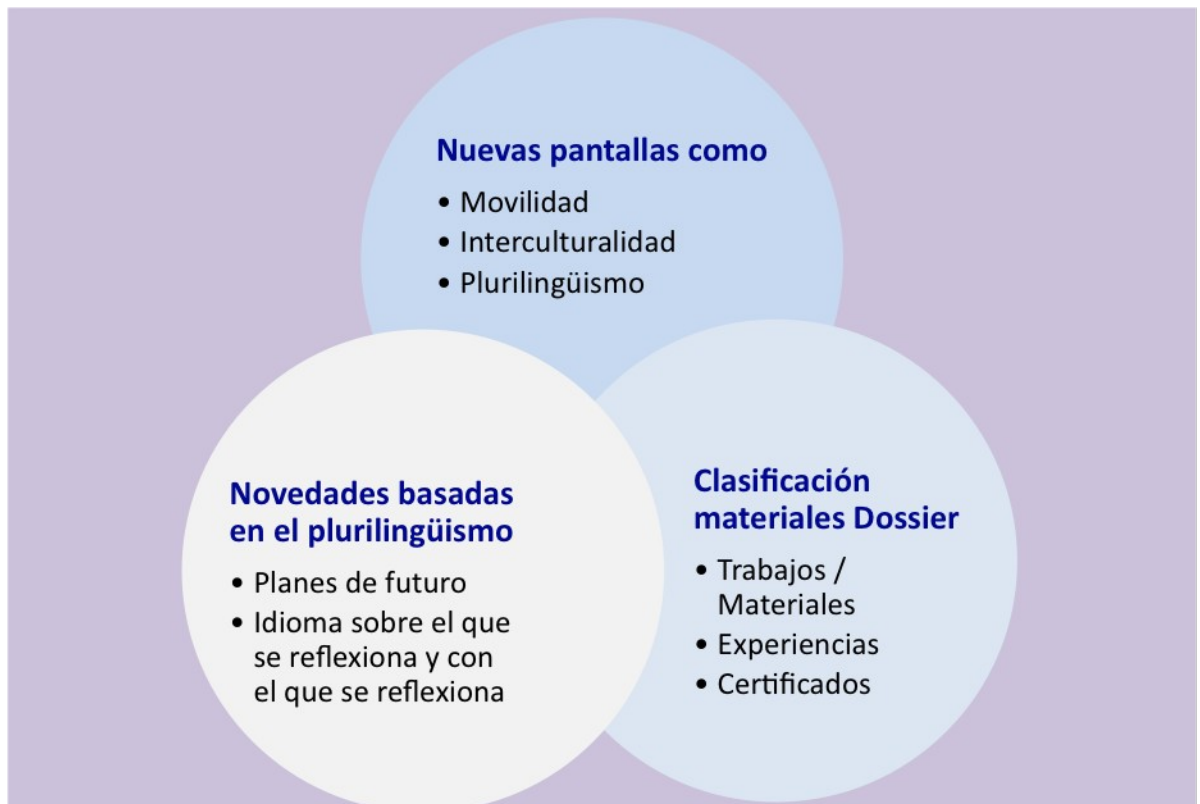 Nuevas pantallas como
• Movilidad
• Interculturalidad
• Plurilingüismo
Novedades basadas
en el plurilingüismo
• Planes de futuro
• Idioma sobre el que
se reflexiona y con
el que se reflexiona
Clasificación
materiales Dossier
• Trabajos /
Materiales
• Experiencias
• Certificados